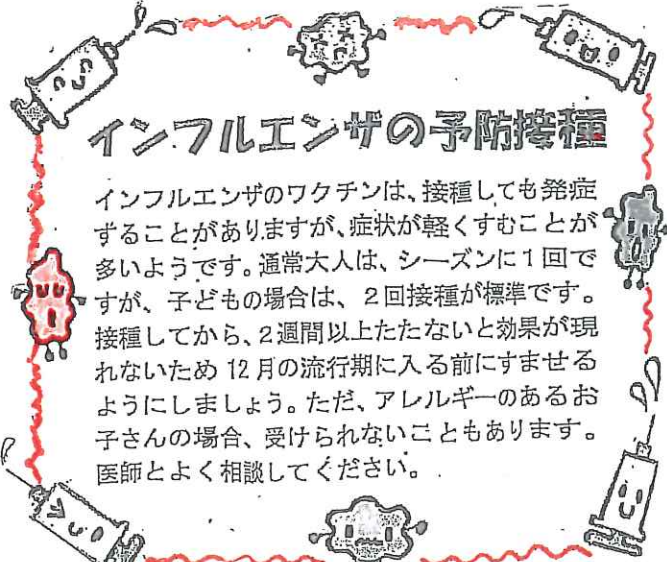 インフルエンザの予防接種
インフルエンザのワクチンは、接種しても発症
することがありますが、症状が軽くすむことが
多いようです。通常大人は、シーズンに1回で
すが、子どもの場合は、2回接種が標準です。
接種してから、2週間以上たたないと効果が現
れないため12月の流行期に入る前にすませる
ようにしましょう。ただ、アレルギーのあるお
子さんの場合、受けられないこともあります。
医師とよく相談してください。